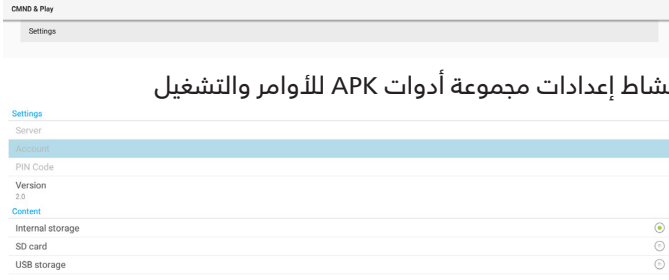 CMND & Play
Settings
إعدادات مجموعة أدوات APK للأوامر والتشغيل
Settings
Server
Account
PIN Code
Version
2.0
Content
Internal storage
SD card
USB storage